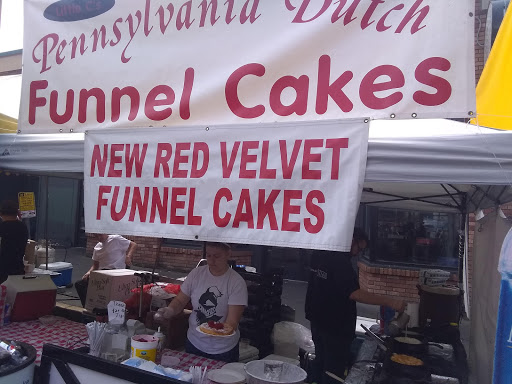 Pennsylvania Dutch
Funnel Cakes
NEW RED VELVET
FUNNEL CAKES